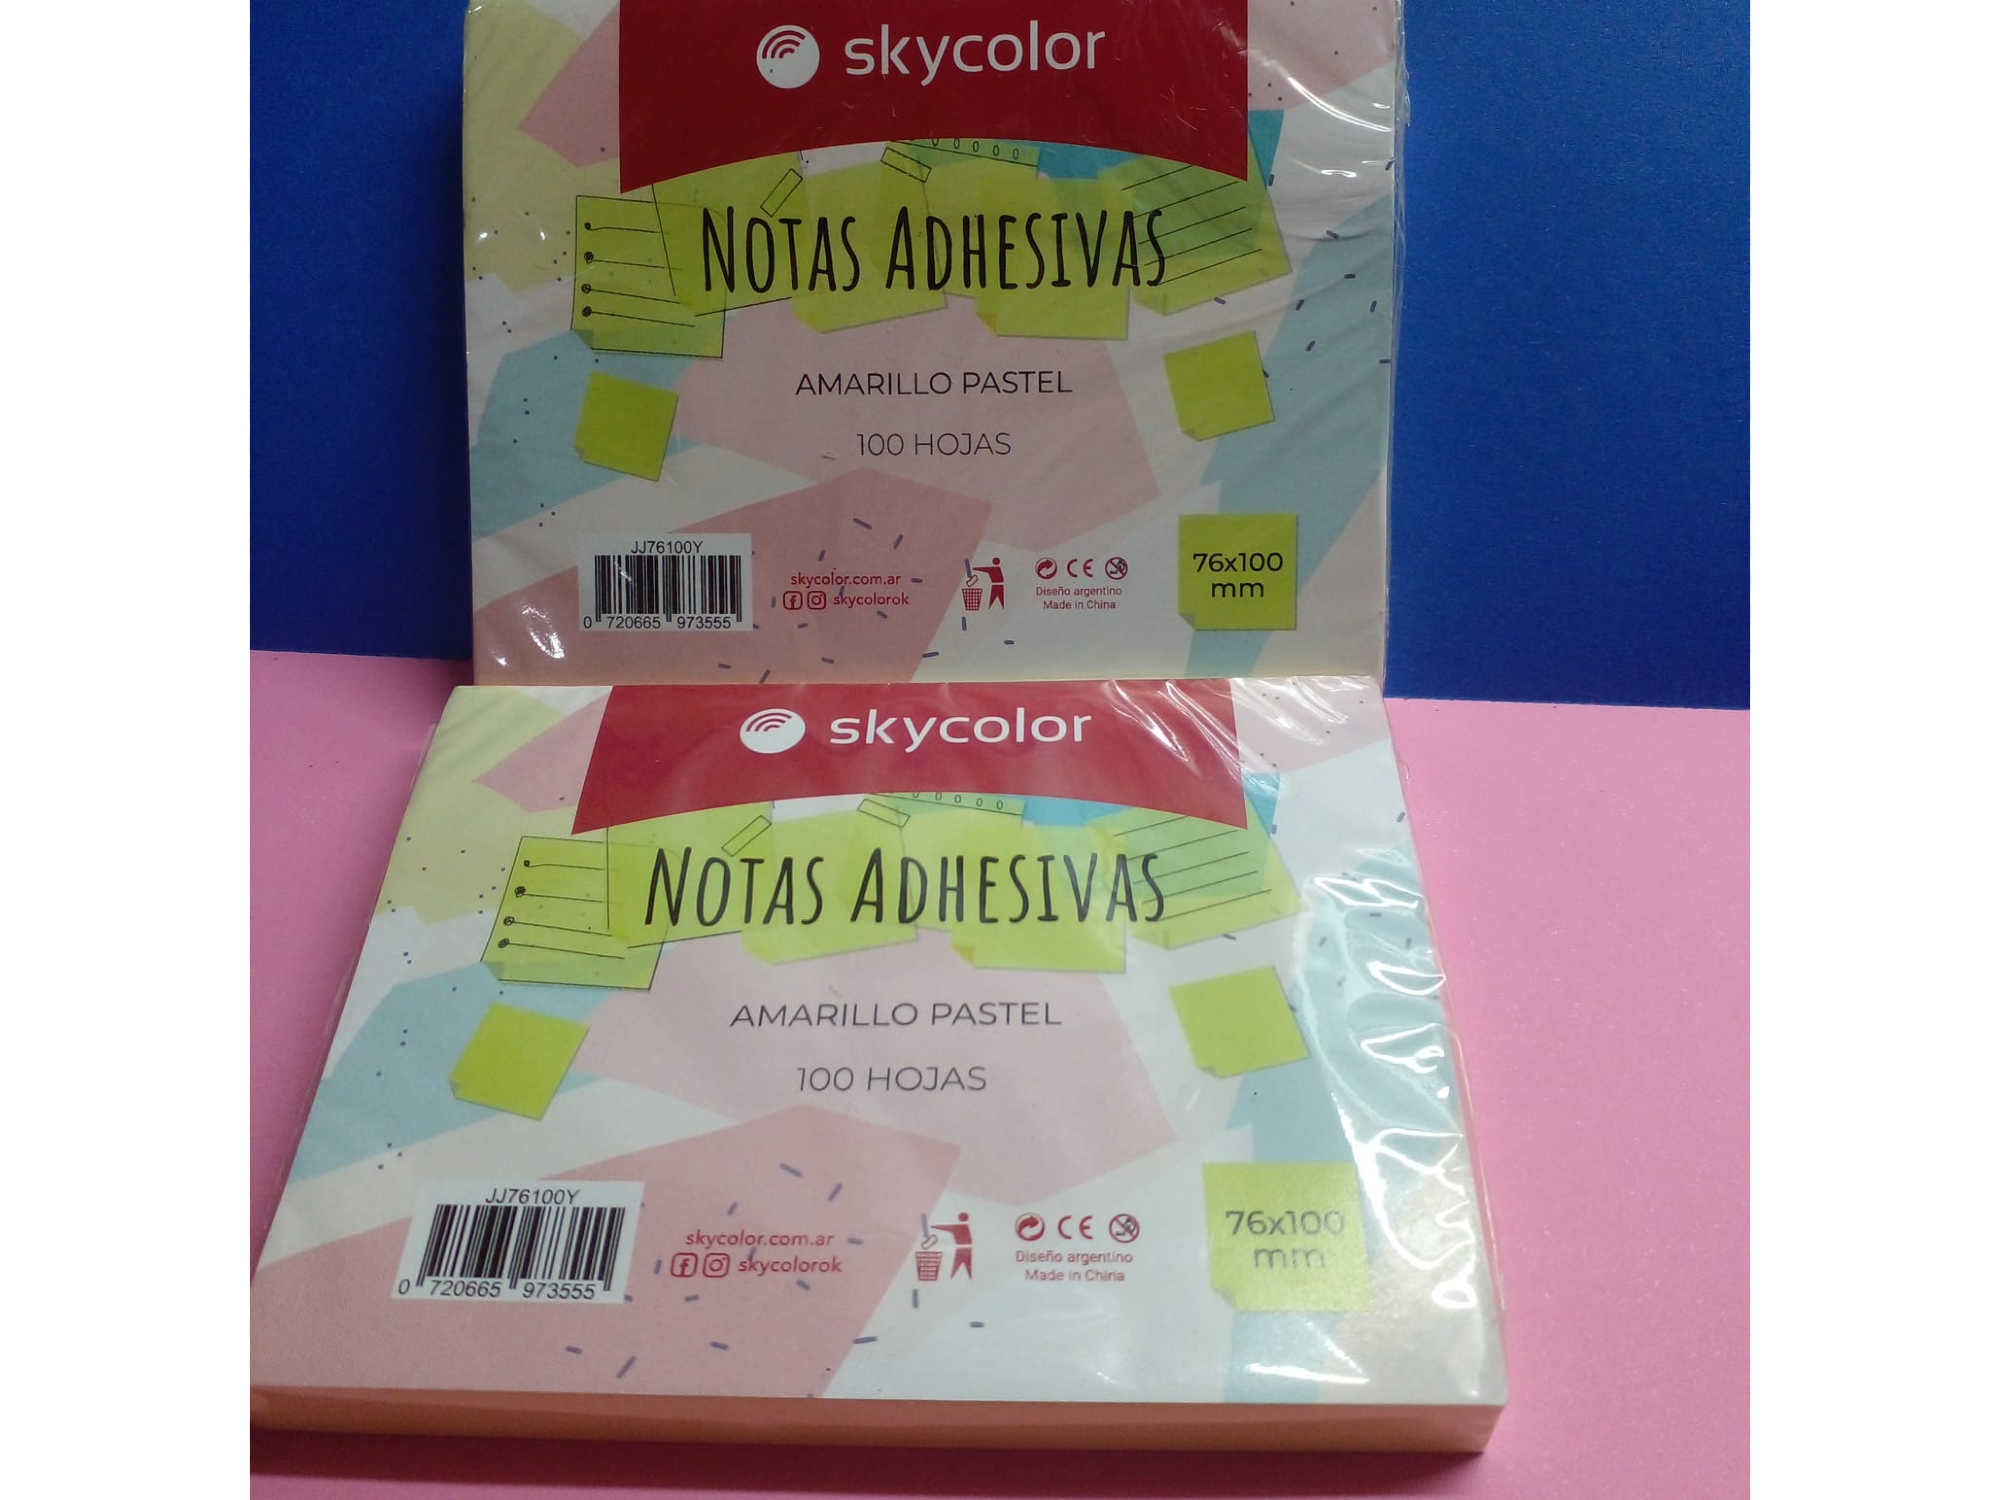 skycolor
NOTAS ADHESIVAS
AMARILLO PASTEL
100 HOJAS
JJ76100Y
0 720665 973555
skycolor.com.ar
skycolorok
CE
Diseño argentino
Made in China
76x100
mm
skycolor
NOTAS ADHESIVAS
AMARILLO PASTEL
100 HOJAS
JJ76100Y
0 720665 973555
skycolor.com.ar
skycolorok
CE
Diseño argentino
Made in China
76x100
mm